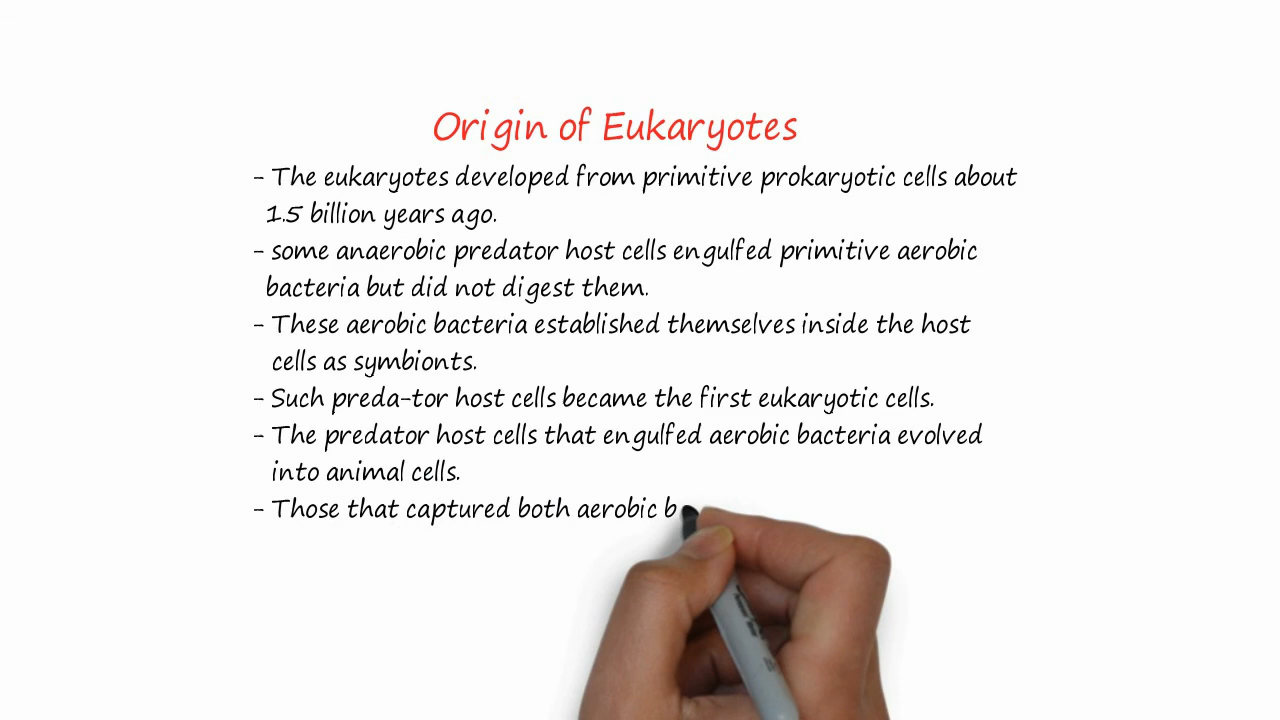 Origin of Eukaryotes
- The eukaryotes developed from primitive prokaryotic cells about
1.5 billion years ago.
- some anaerobic predator host cells engulfed primitive aerobic
bacteria but did not digest them.
- These aerobic bacteria established themselves inside the host
cells as symbionts.
- Such preda-tor host cells became the first eukaryotic cells.
- The predator host cells that engulfed aerobic bacteria evolved
into animal cells.
- Those that captured both aerobic b